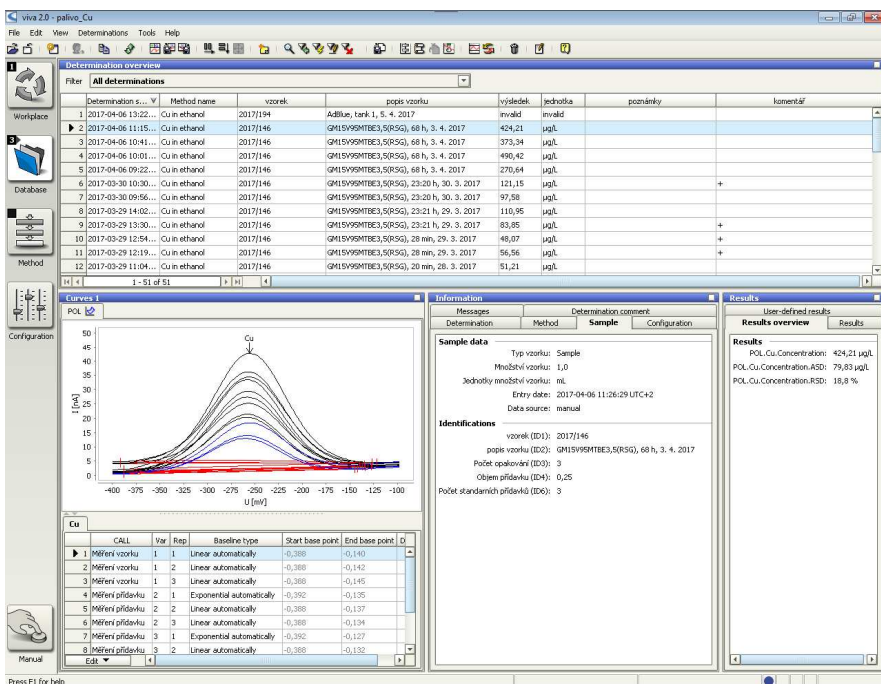 viva 2.0 - palivo_Cu
File Edit View Determinations Tools Help
Determination overview
Filter All determinations
Determination s... Method name vzorek popis vzorku výsledek jednotka poznámky komentář
1 2017-04-06 13:22... Cu in ethanol 2017/194 AdBlue, tank 1, 5. 4. 2017 invalid invalid
2 2017-04-06 11:15... Cu in ethanol 2017/146 GM15V95MTBE3,5(RSG), 68 h, 3. 4. 2017 424,21 µg/L
3 2017-04-06 10:41... Cu in ethanol 2017/146 GM15V95MTBE3,5(RSG), 68 h, 3. 4. 2017 373,34 µg/L
4 2017-04-06 10:01... Cu in ethanol 2017/146 GM15V95MTBE3,5(RSG), 68 h, 3. 4. 2017 490,42 µg/L
5 2017-04-06 09:22... Cu in ethanol 2017/146 GM15V95MTBE3,5(RSG), 68 h, 3. 4. 2017 270,64 µg/L
6 2017-03-30 10:30... Cu in ethanol 2017/146 GM15V95MTBE3,5(RSG), 23:20 h, 30. 3. 2017 121,15 µg/L +
7 2017-03-30 09:56... Cu in ethanol 2017/146 GM15V95MTBE3,5(RSG), 23:20 h, 30. 3. 2017 97,58 µg/L
8 2017-03-29 14:02... Cu in ethanol 2017/146 GM15V95MTBE3,5(RSG), 23:21 h, 29. 3. 2017 110,95 µg/L
9 2017-03-29 13:30... Cu in ethanol 2017/146 GM15V95MTBE3,5(RSG), 23:21 h, 29. 3. 2017 83,85 µg/L +
10 2017-03-29 12:54... Cu in ethanol 2017/146 GM15V95MTBE3,5(RSG), 28 min, 29. 3. 2017 48,07 µg/L +
11 2017-03-29 12:19... Cu in ethanol 2017/146 GM15V95MTBE3,5(RSG), 28 min, 29. 3. 2017 56,56 µg/L +
12 2017-03-29 11:04... Cu in ethanol 2017/146 GM15V95MTBE3,5(RSG), 20 min, 28. 3. 2017 51,21 µg/L
1 - 51 of 51
1
Workplace
3
Database
Method
Configuration
Manual
Curves 1
POL
Cu
I [nA]
50
45
40
35
30
25
20
15
10
5
0
-400 -375 -350 -325 -300 -275 -250 -225 -200 -175 -150 -125 -100
U [mV]
Cu
CALL Var Rep Baseline type Start base point End base point D
1 Měření vzorku 1 1 Linear automatically -0,388 -0,140
2 Měření vzorku 1 2 Linear automatically -0,388 -0,142
3 Měření vzorku 1 3 Linear automatically -0,388 -0,145
4 Měření přídavku 2 1 Exponential automatically -0,392 -0,135
5 Měření přídavku 2 2 Linear automatically -0,388 -0,137
6 Měření přídavku 2 3 Linear automatically -0,388 -0,134
7 Měření přídavku 3 1 Exponential automatically -0,392 -0,127
8 Měření přídavku 3 2 Linear automatically -0,388 -0,132
Edit
Information
Messages Determination comment
Determination Method Sample Configuration
Sample data
Typ vzorku: Sample
Množství vzorku: 1,0
Jednotky množství vzorku: mL
Entry date: 2017-04-06 11:26:29 UTC+2
Data source: manual
Identifications
vzorek (ID1): 2017/146
popis vzorku (ID2): GM15V95MTBE3,5(RSG), 68 h, 3. 4. 2017
Počet opakování (ID3): 3
Objem přídavku (ID4): 0,25
Počet standarních přídavků (ID6): 3
Results
User-defined results
Results overview Results
Results
POL.Cu.Concentration: 424,21 µg/L
POL.Cu.Concentration.ASD: 79,83 µg/L
POL.Cu.Concentration.RSD: 18,8 %
Press F1 for help